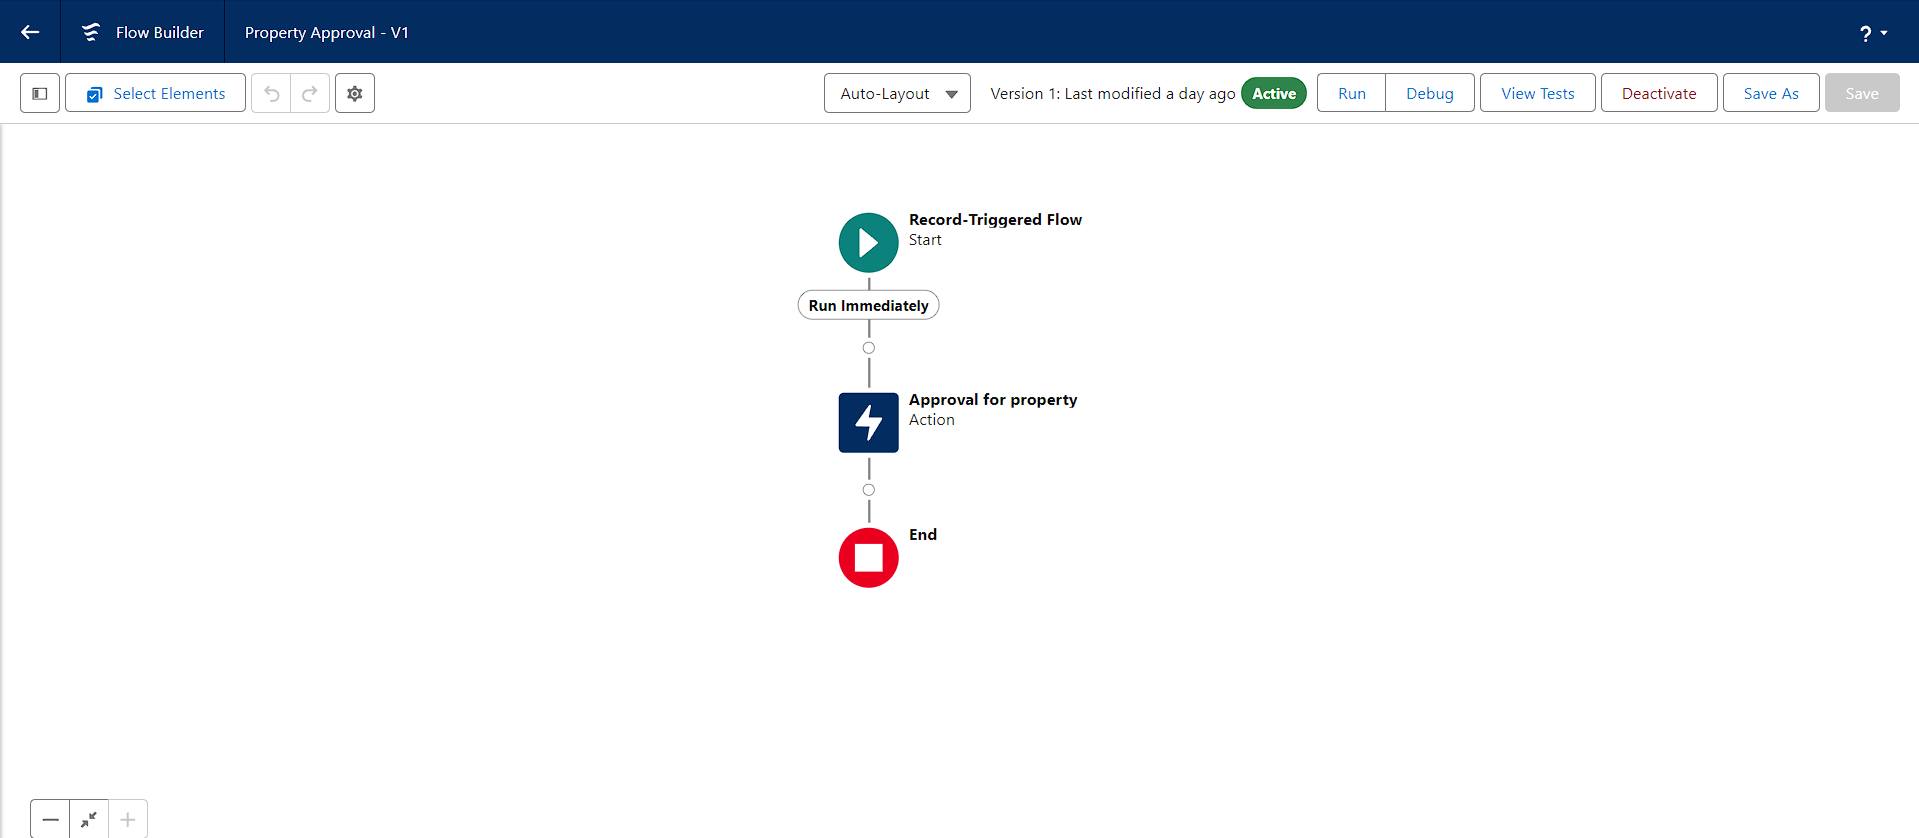 Flow Builder
Property Approval - V1
?
Select Elements
Auto-Layout
Version 1: Last modified a day ago
Active
Run
Debug
View Tests
Deactivate
Save As
Save
Record-Triggered Flow
Start
Run Immediately
Approval for property
Action
End